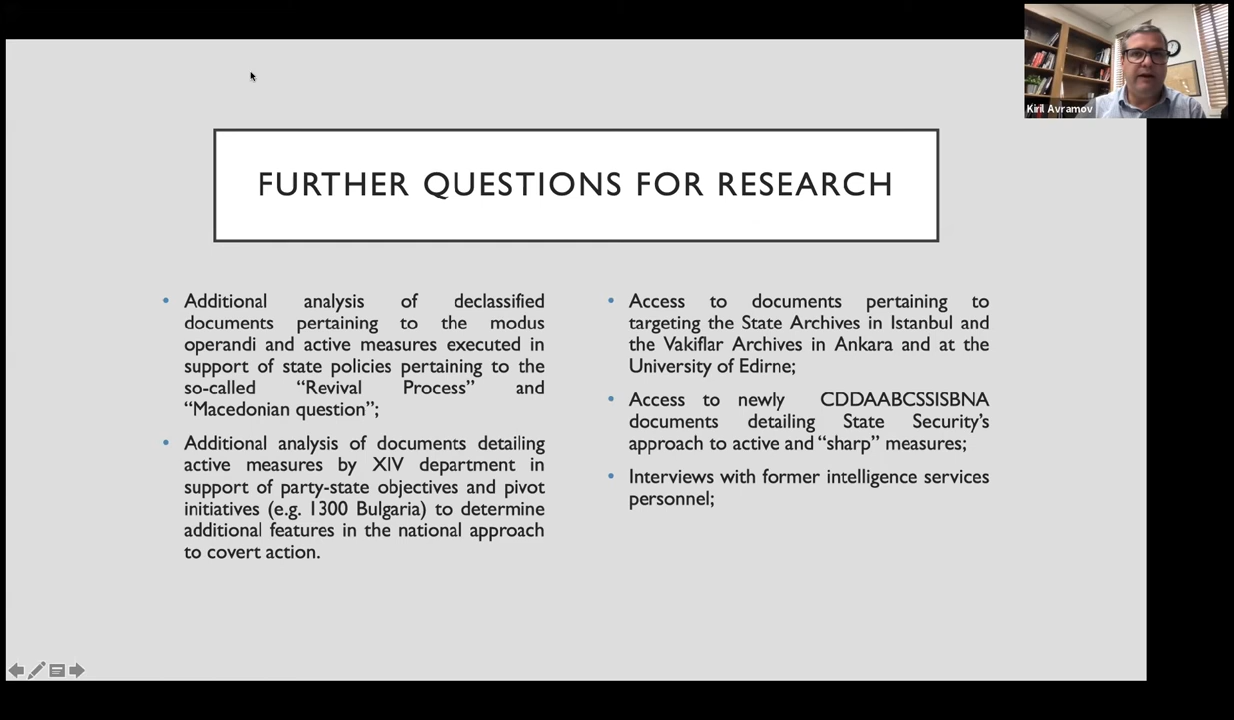 Kiril Avramov
FURTHER QUESTIONS FOR RESEARCH
• Additional analysis of declassified
documents pertaining to the modus
operandi and active measures executed in
support of state policies pertaining to the
so-called “Revival Process” and
“Macedonian question”;
• Additional analysis of documents detailing
active measures by XIV department in
support of party-state objectives and pivot
initiatives (e.g. 1300 Bulgaria) to determine
additional features in the national approach
to covert action.
• Access to documents pertaining to
targeting the State Archives in Istanbul and
the Vakiflar Archives in Ankara and at the
University of Edirne;
• Access to newly CDDAABCSSISBNA
documents detailing State Security’s
approach to active and “sharp” measures;
• Interviews with former intelligence services
personnel;